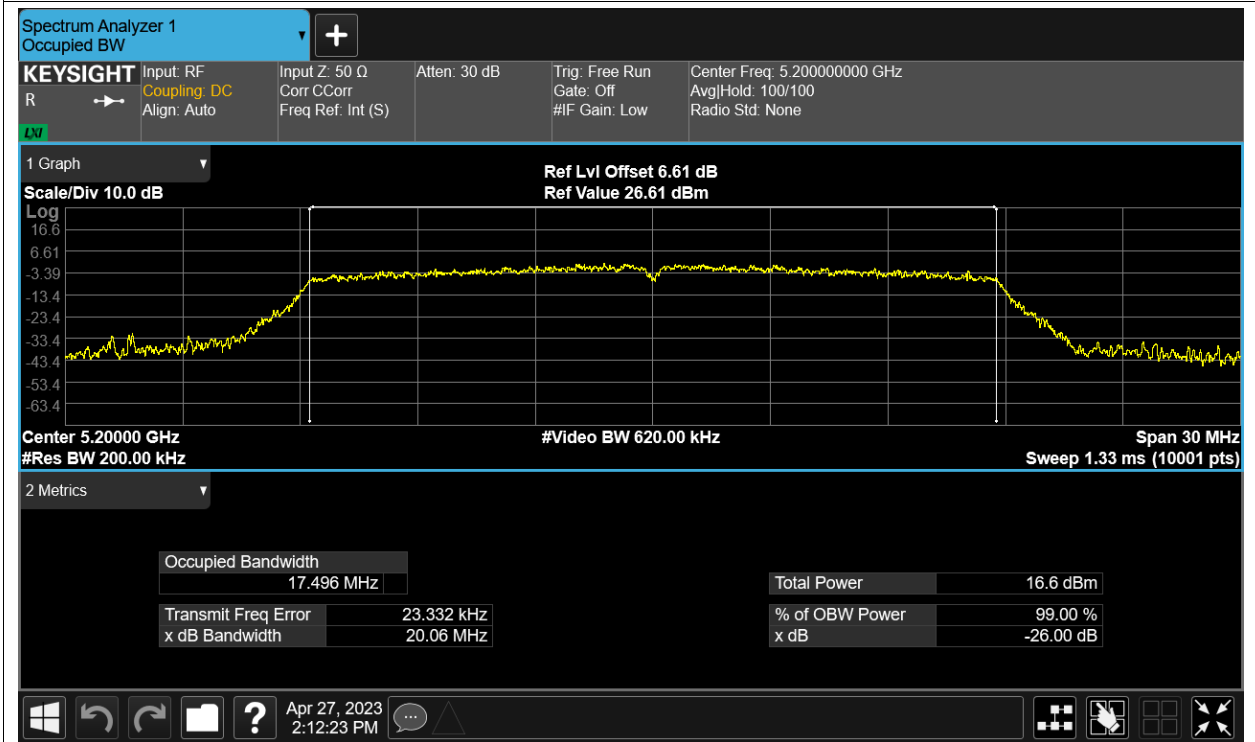 Spectrum Analyzer 1
Occupied BW
KEYSIGHT
R
LXI
Input: RF
Coupling: DC
Align: Auto
Input Z: 50 Ω
Corr CCorr
Freq Ref: Int (S)
Atten: 30 dB
Trig: Free Run
Gate: Off
#IF Gain: Low
Center Freq: 5.200000000 GHz
Avg|Hold: 100/100
Radio Std: None
1 Graph
Ref Lvl Offset 6.61 dB
Scale/Div 10.0 dB
Ref Value 26.61 dBm
Log
16.6
6.61
-3.39
-13.4
-23.4
-33.4
-43.4
-53.4
-63.4
Center 5.20000 GHz
#Video BW 620.00 kHz
Span 30 MHz
#Res BW 200.00 kHz
Sweep 1.33 ms (10001 pts)
2 Metrics
Occupied Bandwidth
17.496 MHz
Total Power 16.6 dBm
Transmit Freq Error 23.332 kHz
% of OBW Power 99.00 %
x dB Bandwidth 20.06 MHz
x dB -26.00 dB
?
Apr 27, 2023
2:12:23 PM